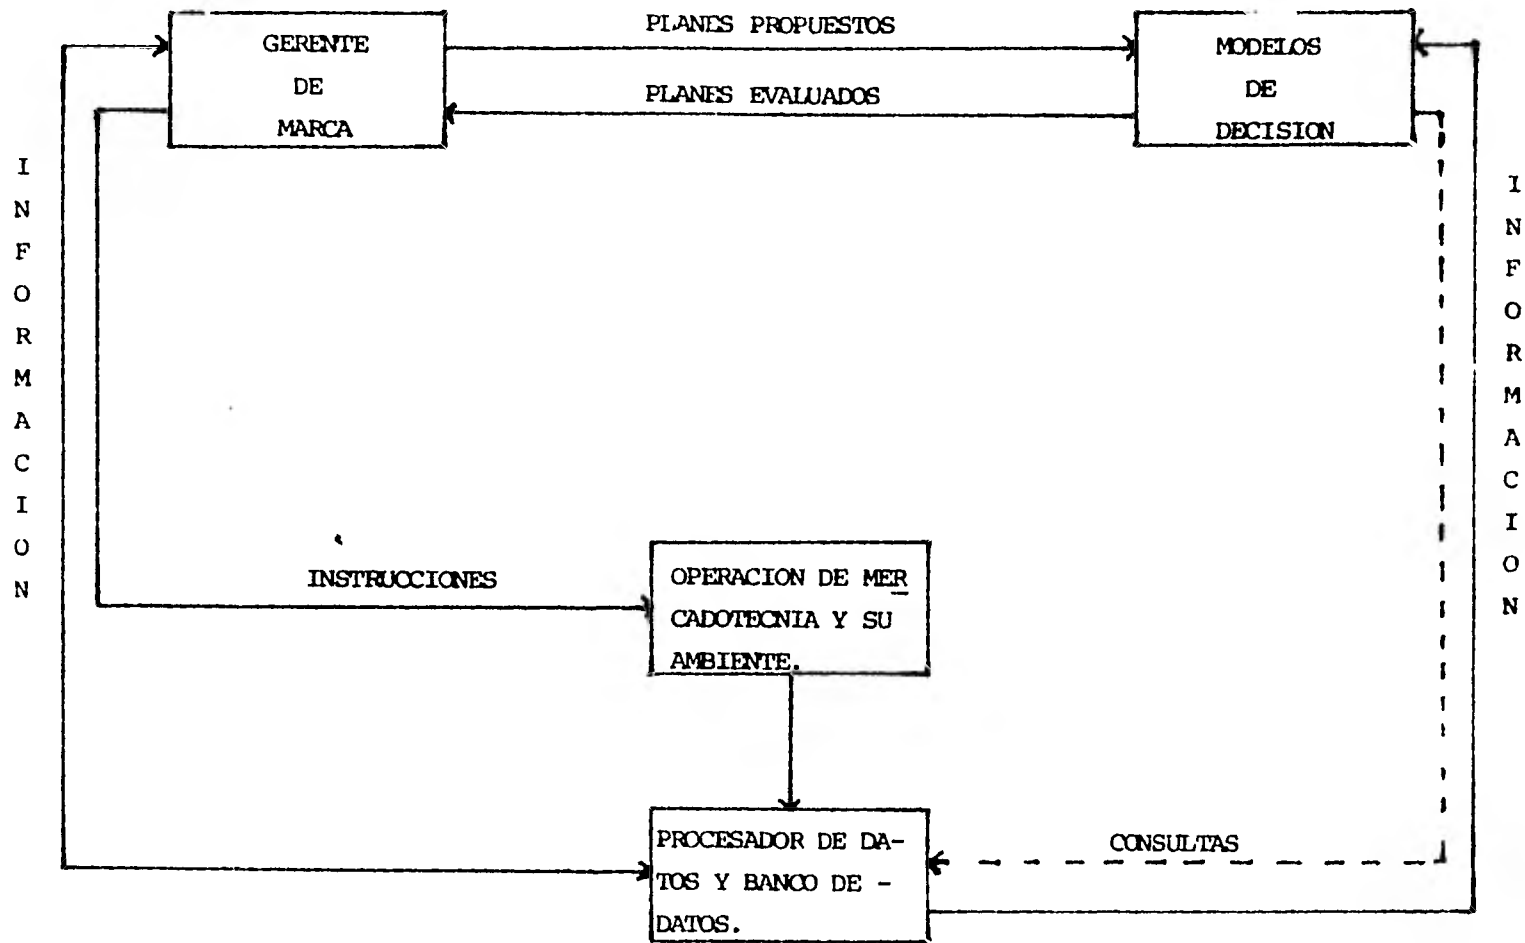 PLANES PROPUESTOS
GERENTE
DE
MARCA
MODELOS
DE
DECISION
PLANES EVALUADOS
I
N
F
O
R
M
A
C
I
O
N
I
N
F
O
R
M
A
C
I
O
N
INSTRUCCIONES
OPERACION DE MER
CADOTECNIA Y SU
AMBIENTE.
PROCESADOR DE DA-
TOS Y BANCO DE -
DATOS.
CONSULTAS